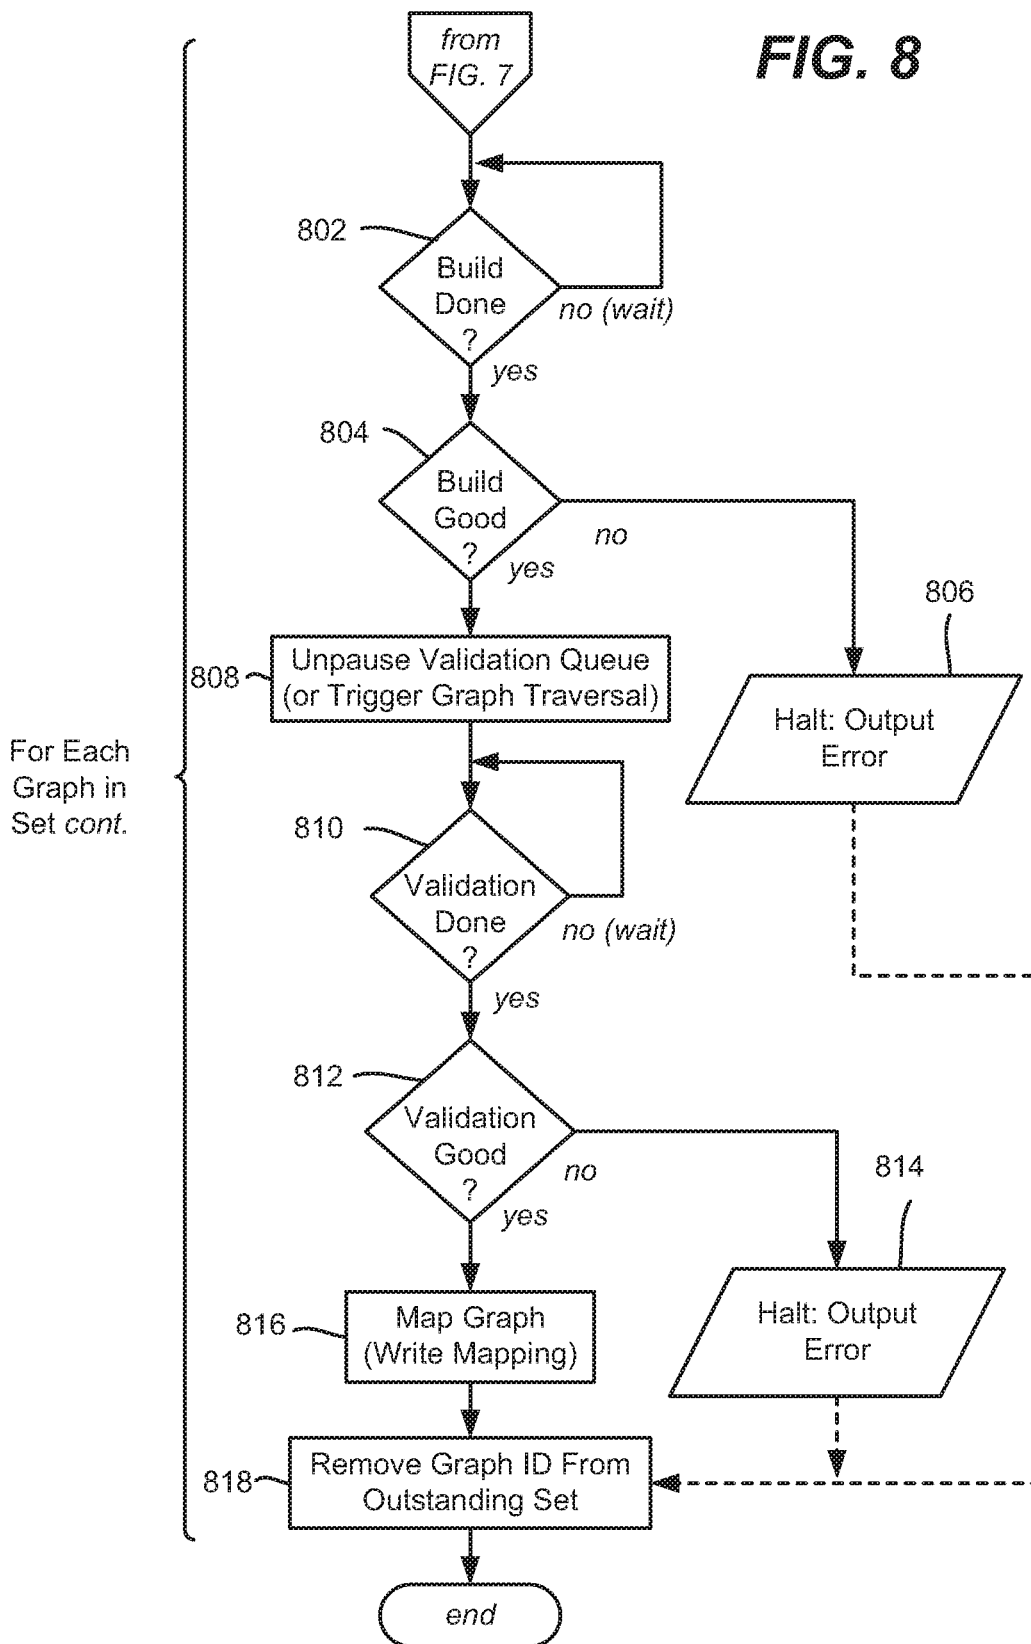 from
FIG. 7
FIG. 8
802
Build
Done
?
no (wait)
yes
804
Build
Good
?
no
yes
806
Halt: Output
Error
808
Unpause Validation Queue
(or Trigger Graph Traversal)
For Each
Graph in
Set cont.
810
Validation
Done
?
no (wait)
yes
812
Validation
Good
?
no
yes
814
Halt: Output
Error
816
Map Graph
(Write Mapping)
818
Remove Graph ID From
Outstanding Set
end